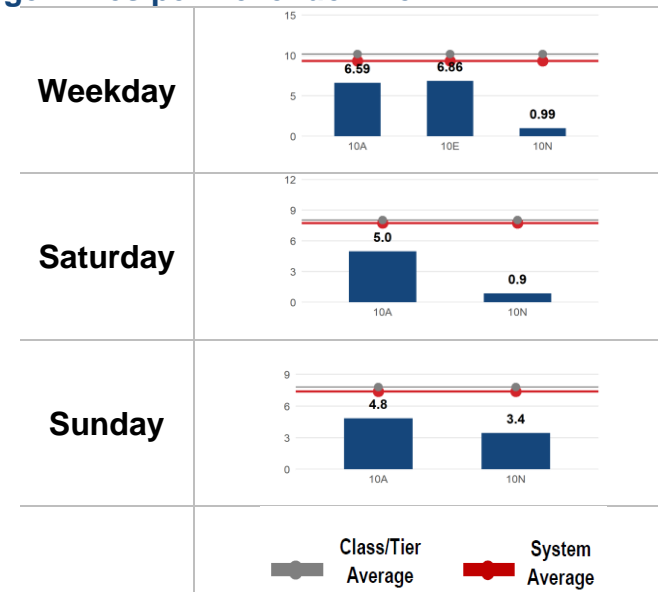 Weekday
15
10
5
0
6.59
6.86
0.99
10A
10E
10N
Saturday
12
9
6
3
0
5.0
0.9
10A
10N
Sunday
9
6
3
0
4.8
3.4
10A
10N
Class/Tier
Average
System
Average